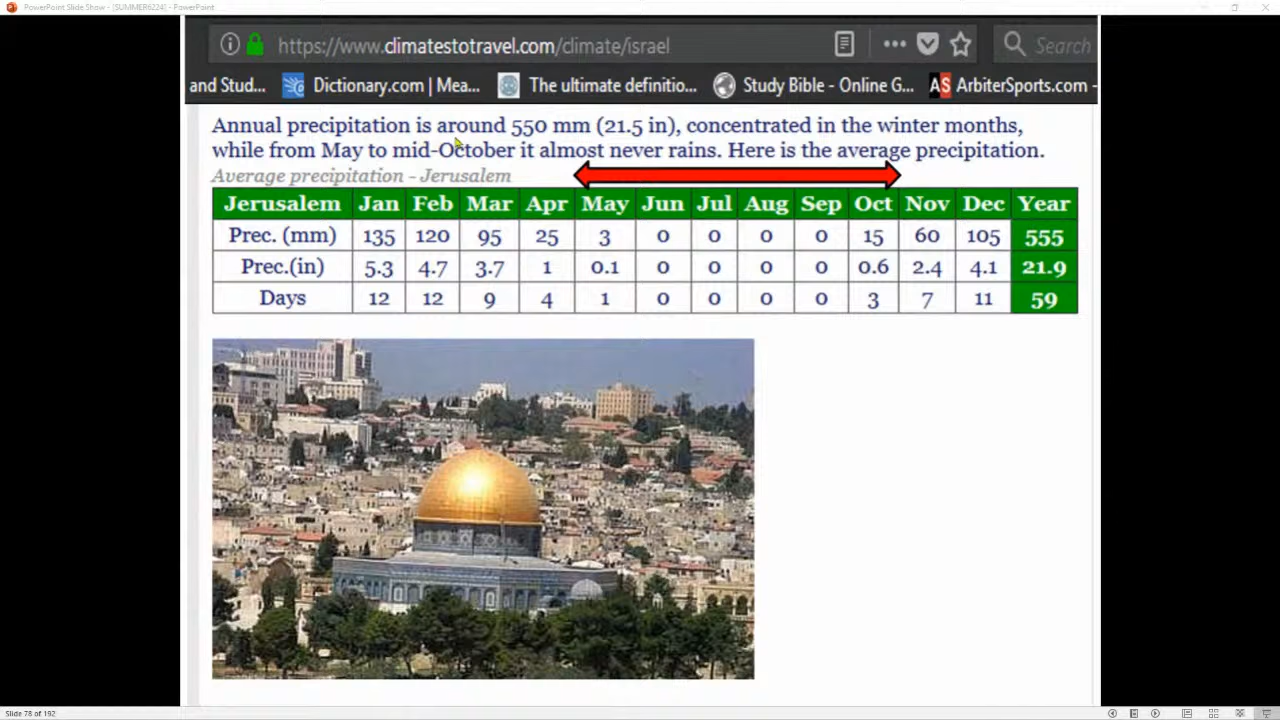 PowerPoint Slide Show - [SUMMER6224] - PowerPoint
https://www.climatestotravel.com/climate/israel
Search
and Stud...
Dictionary.com | Mea...
The ultimate definitio...
Study Bible - Online G...
AS ArbiterSports.com -
Annual precipitation is around 550 mm (21.5 in), concentrated in the winter months,
while from May to mid-October it almost never rains. Here is the average precipitation.
Average precipitation - Jerusalem
Jerusalem Jan Feb Mar Apr May Jun Jul Aug Sep Oct Nov Dec Year
Prec. (mm) 135 120 95 25 3 0 0 0 0 15 60 105 555
Prec.(in) 5.3 4.7 3.7 1 0.1 0 0 0 0 0.6 2.4 4.1 21.9
Days 12 12 9 4 1 0 0 0 0 3 7 11 59
Slide 78 of 192